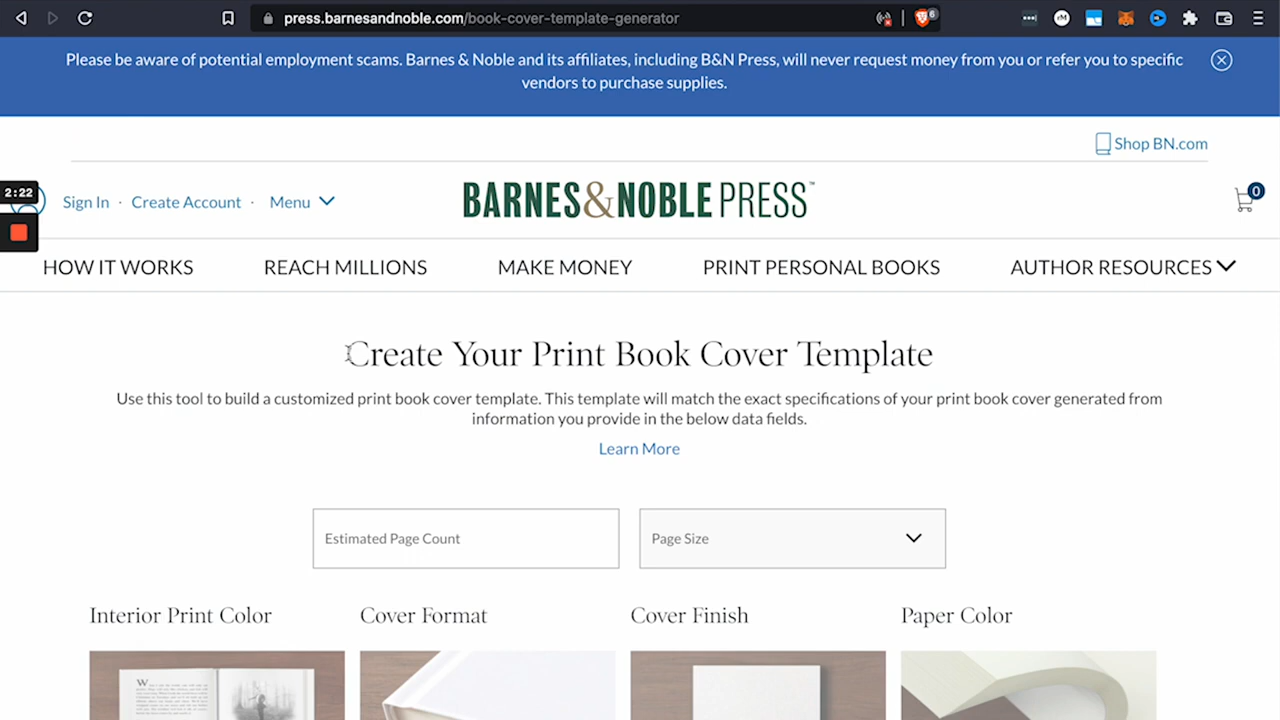 press.barnesandnoble.com/book-cover-template-generator
6
Please be aware of potential employment scams. Barnes & Noble and its affiliates, including B&N Press, will never request money from you or refer you to specific
vendors to purchase supplies.
Shop BN.com
2:22
Sign In · Create Account · Menu
BARNES&NOBLE PRESS™
0
HOW IT WORKS
REACH MILLIONS
MAKE MONEY
PRINT PERSONAL BOOKS
AUTHOR RESOURCES
Create Your Print Book Cover Template
Use this tool to build a customized print book cover template. This template will match the exact specifications of your print book cover generated from
information you provide in the below data fields.
Learn More
Estimated Page Count
Page Size
Interior Print Color
Cover Format
Cover Finish
Paper Color